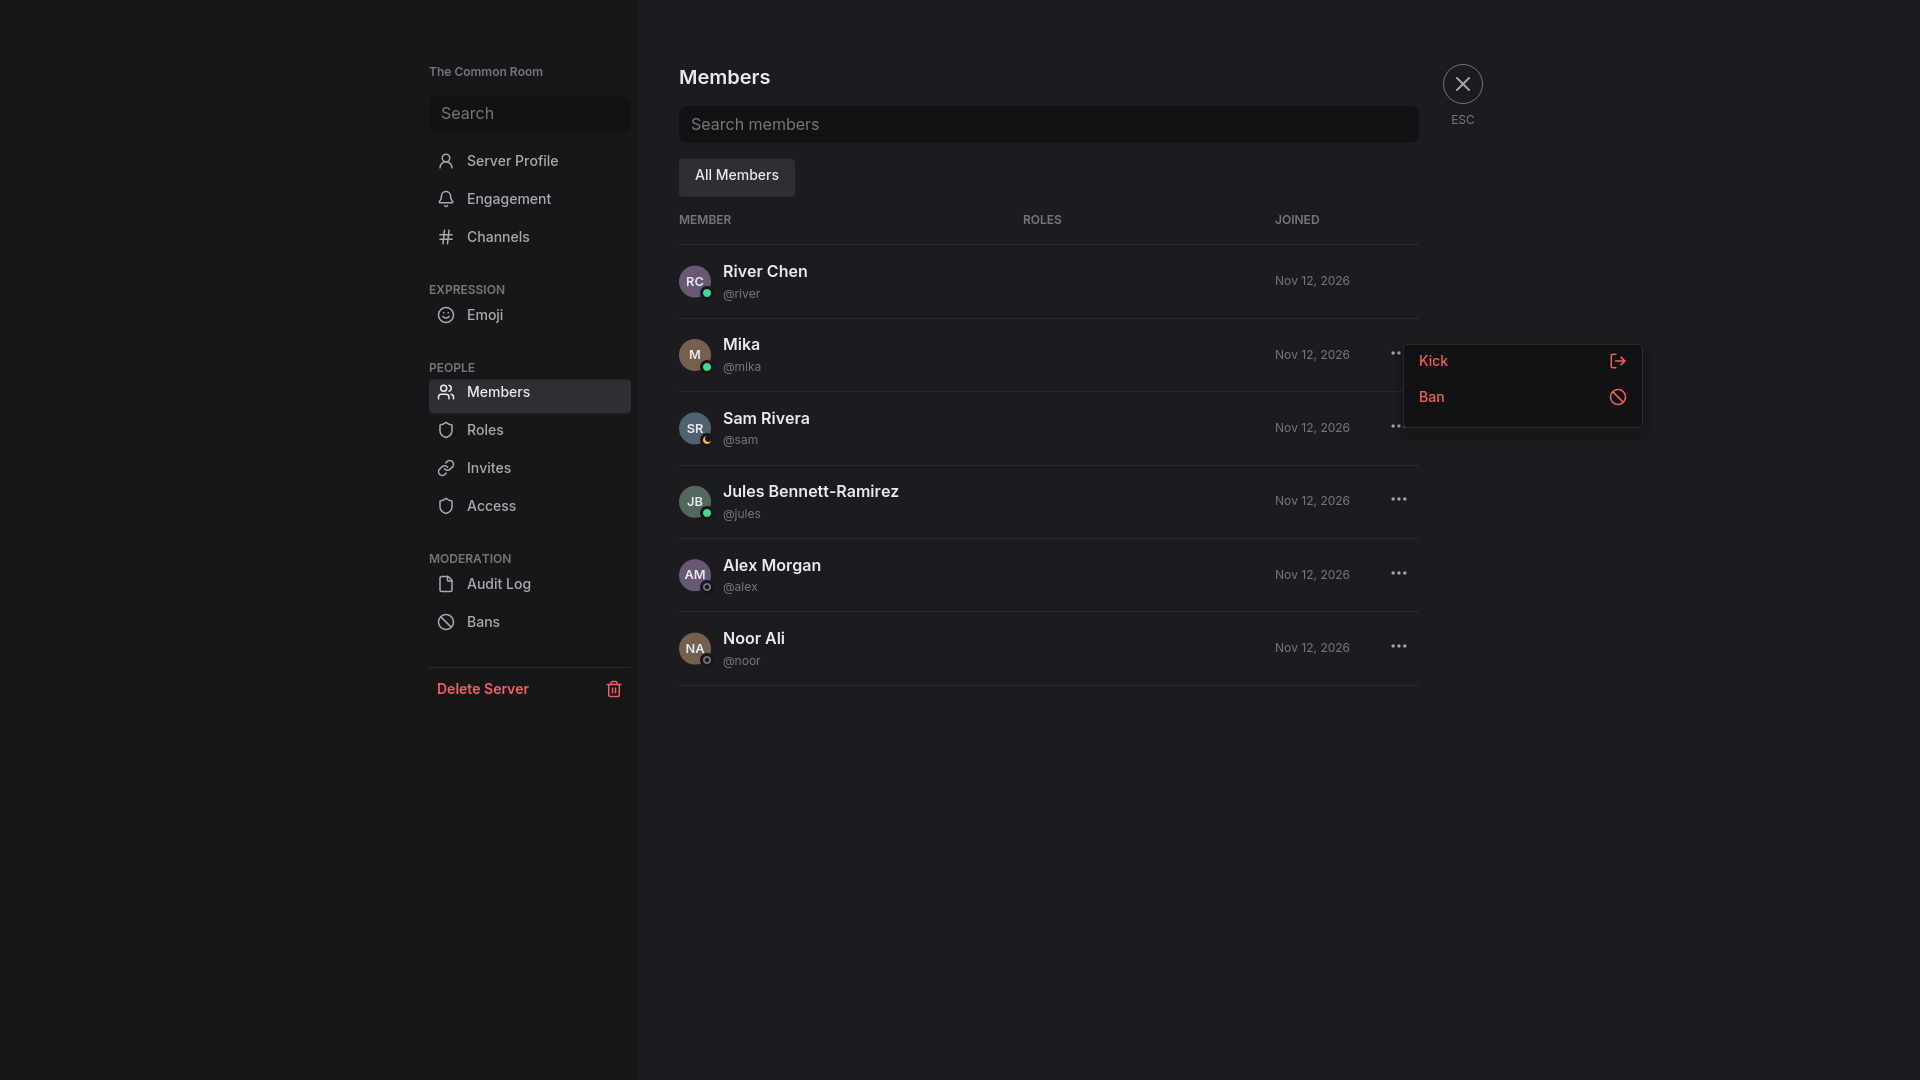 The Common Room
Search
Server Profile
Engagement
Channels
EXPRESSION
Emoji
PEOPLE
Members
Roles
Invites
Access
MODERATION
Audit Log
Bans
Delete Server
Members
Search members
All Members
MEMBER ROLES JOINED
RC River Chen Nov 12, 2026
@river
M Mika Nov 12, 2026
@mika
SR Sam Rivera Nov 12, 2026
@sam
JB Jules Bennett-Ramirez Nov 12, 2026
@jules
AM Alex Morgan Nov 12, 2026
@alex
NA Noor Ali Nov 12, 2026
@noor
Kick
Ban
ESC